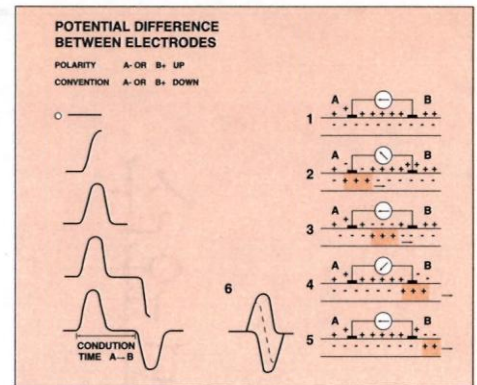 POTENTIAL DIFFERENCE
BETWEEN ELECTRODES
POLARITY A- OR B+ UP
CONVENTION A- OR B+ DOWN
A B
1
A B
2
A B
3
A B
4
A B
5
6
CONDUTION
TIME A→B